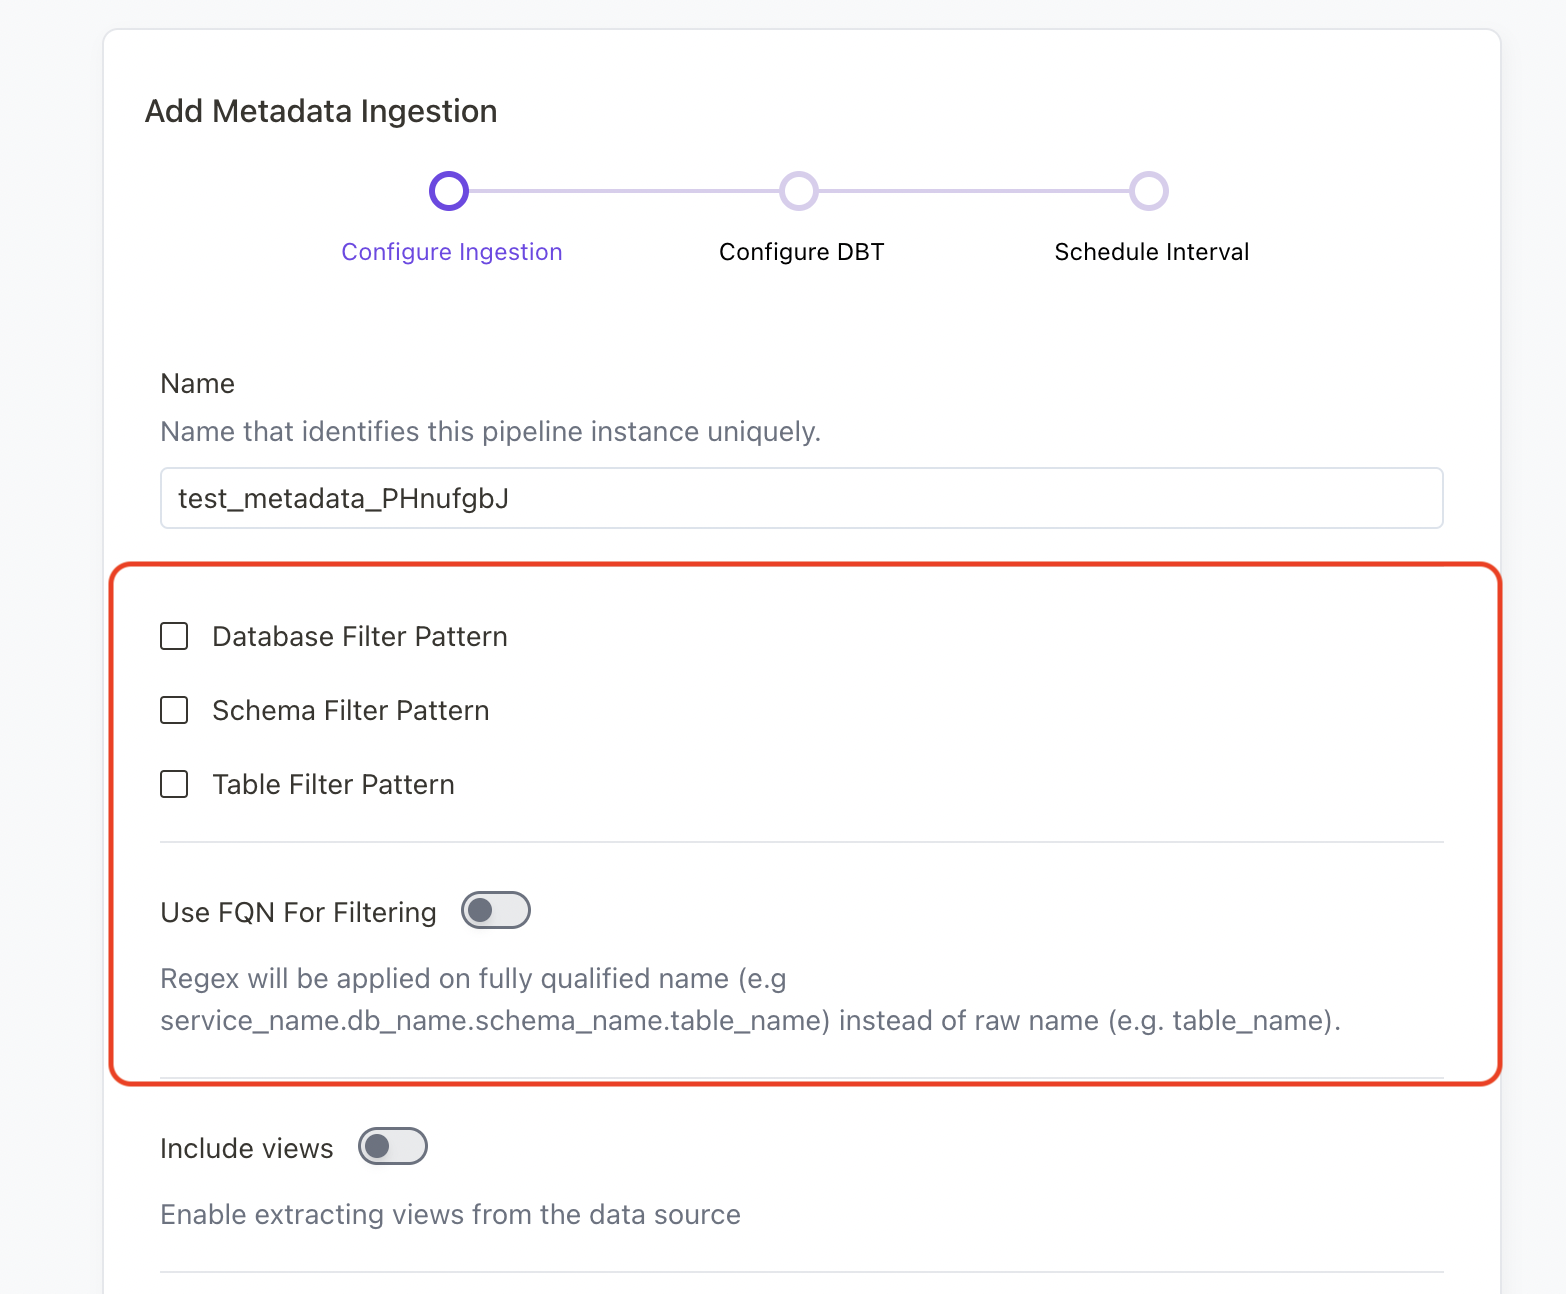 Add Metadata Ingestion
Configure Ingestion
Configure DBT
Schedule Interval
Name
Name that identifies this pipeline instance uniquely.
test_metadata_PHnufgbJ
Database Filter Pattern
Schema Filter Pattern
Table Filter Pattern
Use FQN For Filtering
Regex will be applied on fully qualified name (e.g
service_name.db_name.schema_name.table_name) instead of raw name (e.g. table_name).
Include views
Enable extracting views from the data source